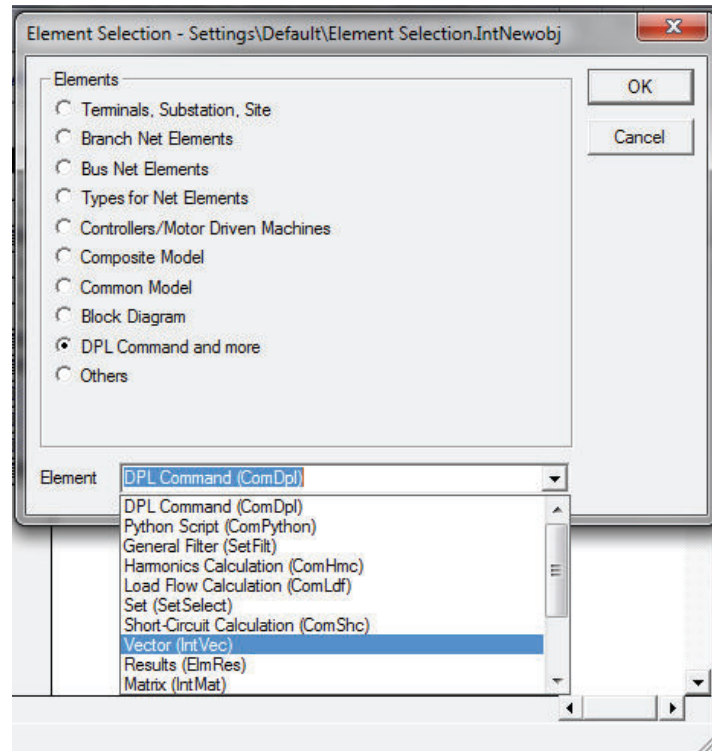 Element Selection - Settings\Default\Element Selection.IntNewobj
Elements
OK
Terminals, Substation, Site
Branch Net Elements
Cancel
Bus Net Elements
Types for Net Elements
Controllers/Motor Driven Machines
Composite Model
Common Model
Block Diagram
DPL Command and more
Others
Element DPL Command (ComDpl)
DPL Command (ComDpl)
Python Script (ComPython)
General Filter (SetFilt)
Harmonics Calculation (ComHmc)
Load Flow Calculation (ComLdf)
Set (SetSelect)
Short-Circuit Calculation (ComShc)
Vector (IntVec)
Results (ElmRes)
Matrix (IntMat)